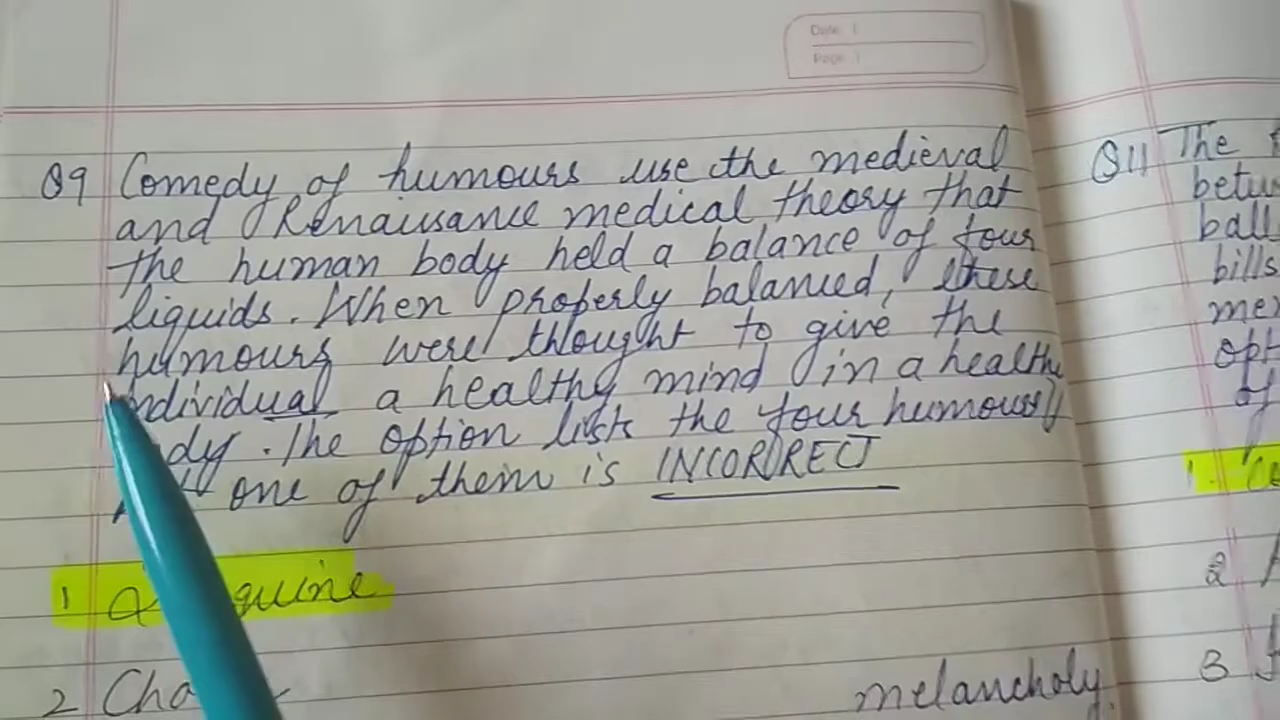 Date
Page
Q9 Comedy of humours use the medieval
and Renaissance medical theory that
the human body held a balance of four
liquids. When properly balanced, these
humours were thought to give the
individual a healthy mind in a healthy
dy. The option lists the four humours
one of them is INCORRECT
1
guine
2 Cho
melancholy.
Q11 The
betw
ball
bills
mer
opt
of
1.
2
3